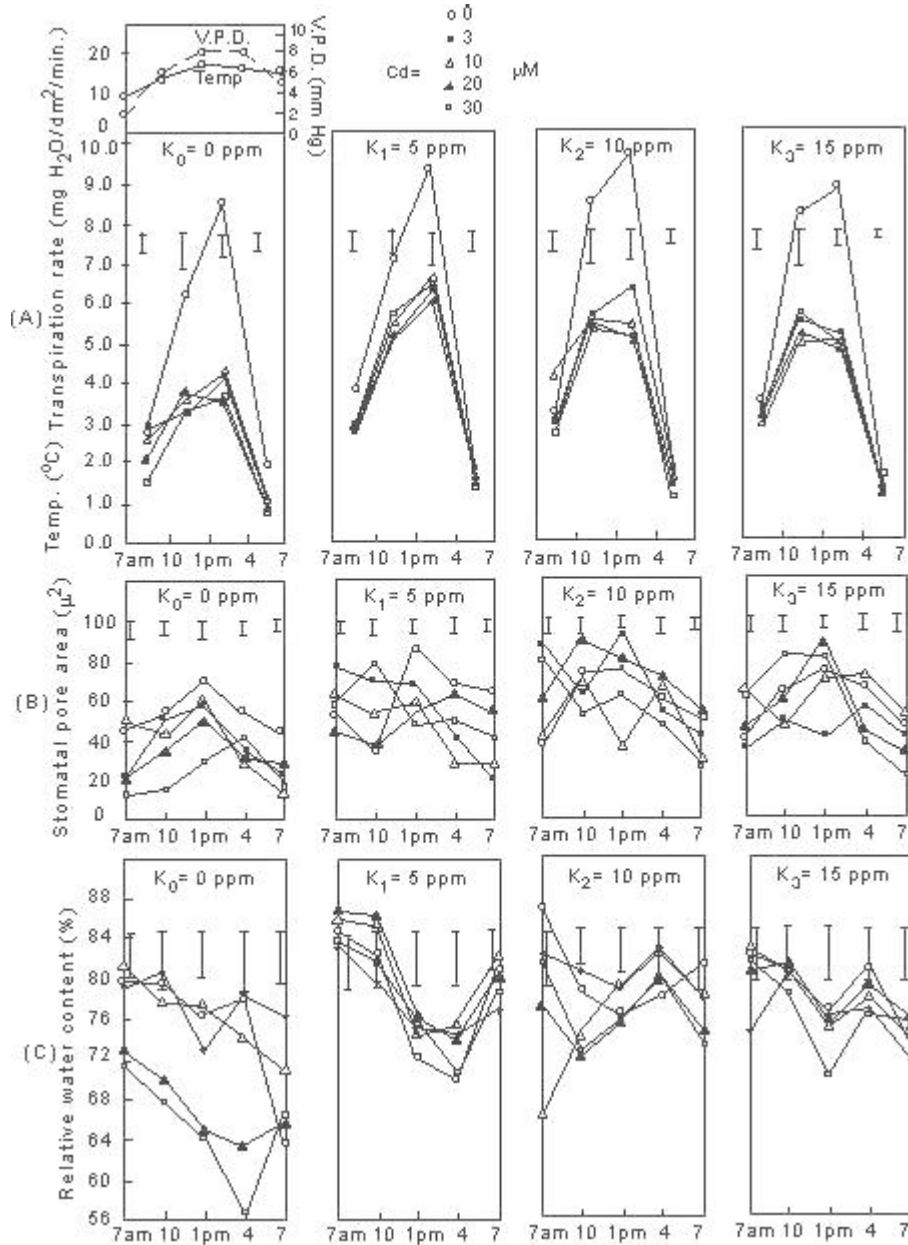 0
3
Cd= 10 μM
20
30
V.P.D.
Temp
20
10
0
10
8
6
4
2
0
V.P.D. (mm Hg)
Temp. (⁰C) Transpiration rate (mg H₂O/dm²/min.)
(A)
K₀= 0 ppm
K₁= 5 ppm
K₂= 10 ppm
K₃= 15 ppm
10.0
9.0
8.0
7.0
6.0
5.0
4.0
3.0
2.0
1.0
0.0
7am 10 1pm 4 7
7am 10 1pm 4 7
7am 10 1pm 4 7
7am 10 1pm 4 7
(B)
Stomatal pore area (μ²)
K₀= 0 ppm
K₁= 5 ppm
K₂= 10 ppm
K₃= 15 ppm
100
80
60
40
20
0
7am 10 1pm 4 7
7am 10 1pm 4 7
7am 10 1pm 4 7
7am 10 1pm 4 7
(C)
Relative water content (%)
K₀= 0 ppm
K₁= 5 ppm
K₂= 10 ppm
K₃= 15 ppm
88
84
80
76
72
68
64
60
56
7am 10 1pm 4 7
7am 10 1pm 4 7
7am 10 1pm 4 7
7am 10 1pm 4 7